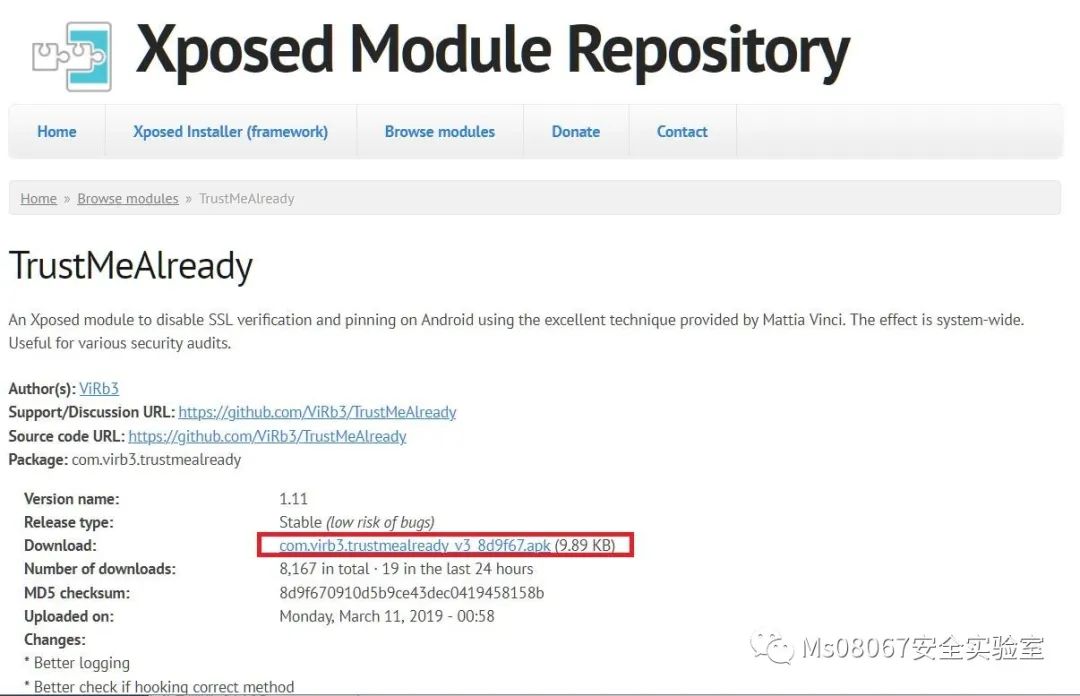 Xposed Module Repository
Home Xposed Installer (framework) Browse modules Donate Contact
Home » Browse modules » TrustMeAlready
TrustMeAlready
An Xposed module to disable SSL verification and pinning on Android using the excellent technique provided by Mattia Vinci. The effect is system-wide.
Useful for various security audits.
Author(s): ViRb3
Support/Discussion URL: https://github.com/ViRb3/TrustMeAlready
Source code URL: https://github.com/ViRb3/TrustMeAlready
Package: com.virb3.trustmealready
Version name: 1.11
Release type: Stable (low risk of bugs)
Download: com.virb3.trustmealready_v3_8d9f67.apk (9.89 KB)
Number of downloads: 8,167 in total · 19 in the last 24 hours
MD5 checksum: 8d9f670910d5b9ce43dec0419458158b
Uploaded on: Monday, March 11, 2019 - 00:58
Changes:
* Better logging
* Better check if hooking correct method
Ms08067安全实验室